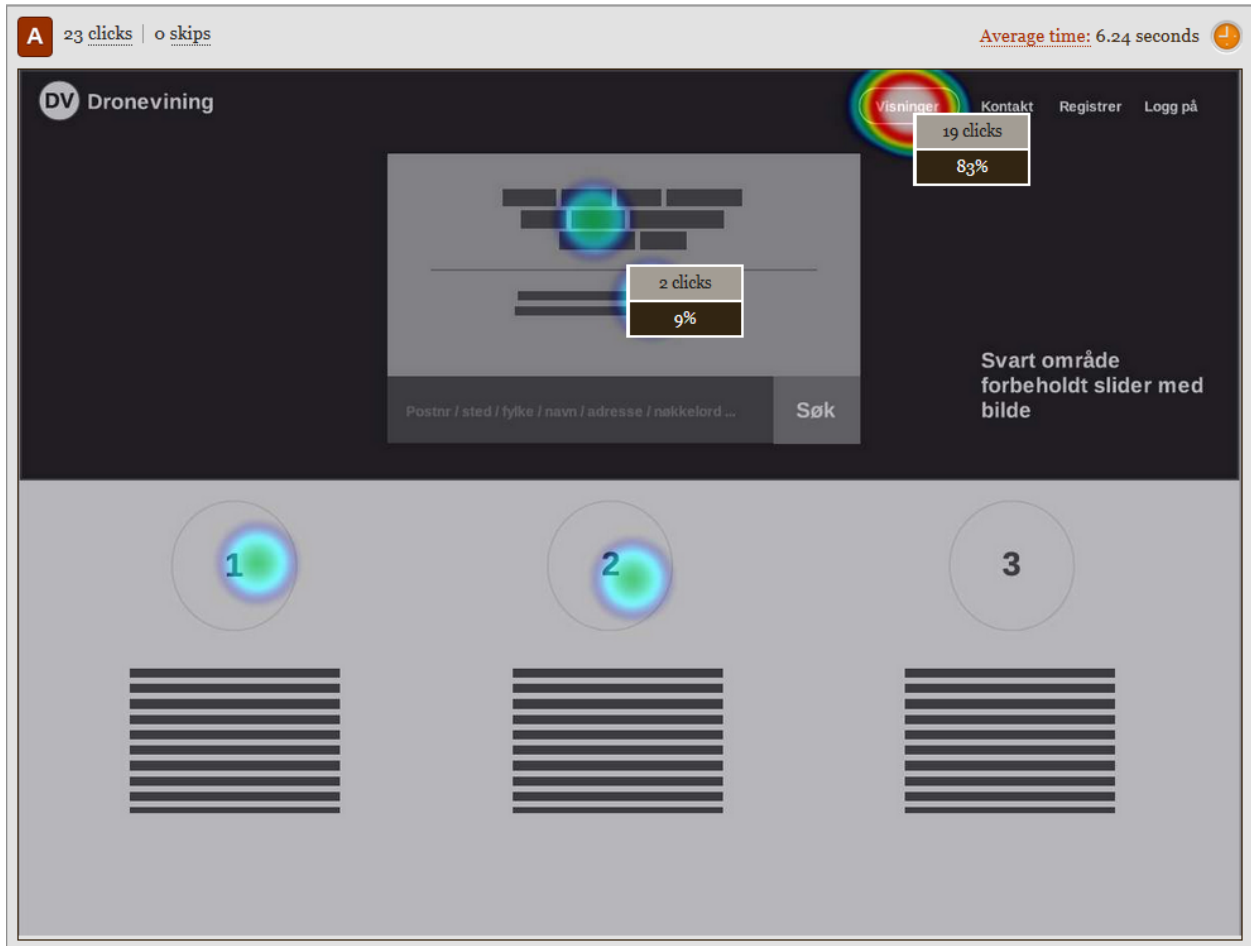 A 23 clicks | 0 skips
Average time: 6.24 seconds
DV Dronevining
Visninger Kontakt Registrer Logg på
19 clicks
83%
2 clicks
9%
Postnr / sted / fylke / navn / adresse / nøkkelord ... Søk
Svart område
forbeholdt slider med
bilde
1 2 3